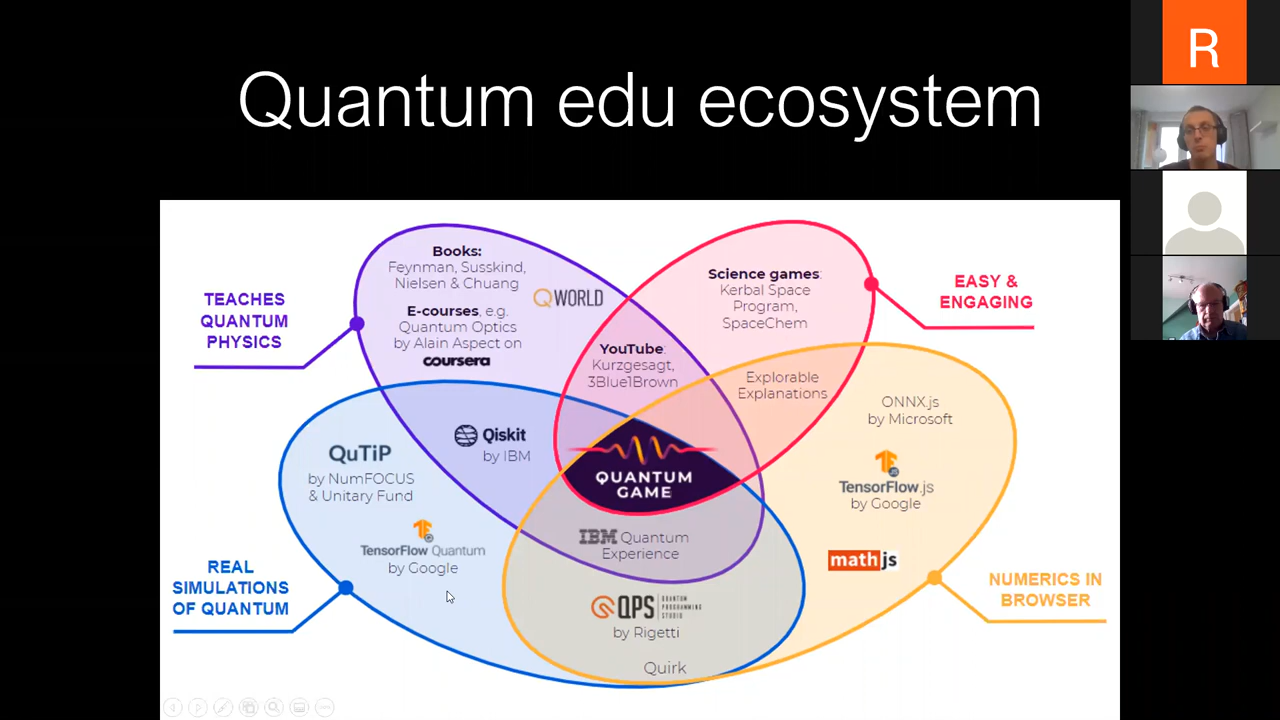 Quantum edu ecosystem
R
TEACHES
QUANTUM
PHYSICS
Books:
Feynman, Susskind,
Nielsen & Chuang
QWORLD
E-courses, e.g.
Quantum Optics
by Alain Aspect on
coursera
Science games:
Kerbal Space
Program,
SpaceChem
EASY &
ENGAGING
YouTube:
Kurzgesagt,
3Blue1Brown
Explorable
Explanations
ONNX.js
by Microsoft
TensorFlow.js
by Google
math js
NUMERICS IN
BROWSER
QuTiP
by NumFOCUS
& Unitary Fund
Qiskit
by IBM
TensorFlow Quantum
by Google
REAL
SIMULATIONS
OF QUANTUM
QUANTUM
GAME
IBM Quantum
Experience
QPS
QUANTUM
PROGRAMMING
STUDIO
by Rigetti
Quirk